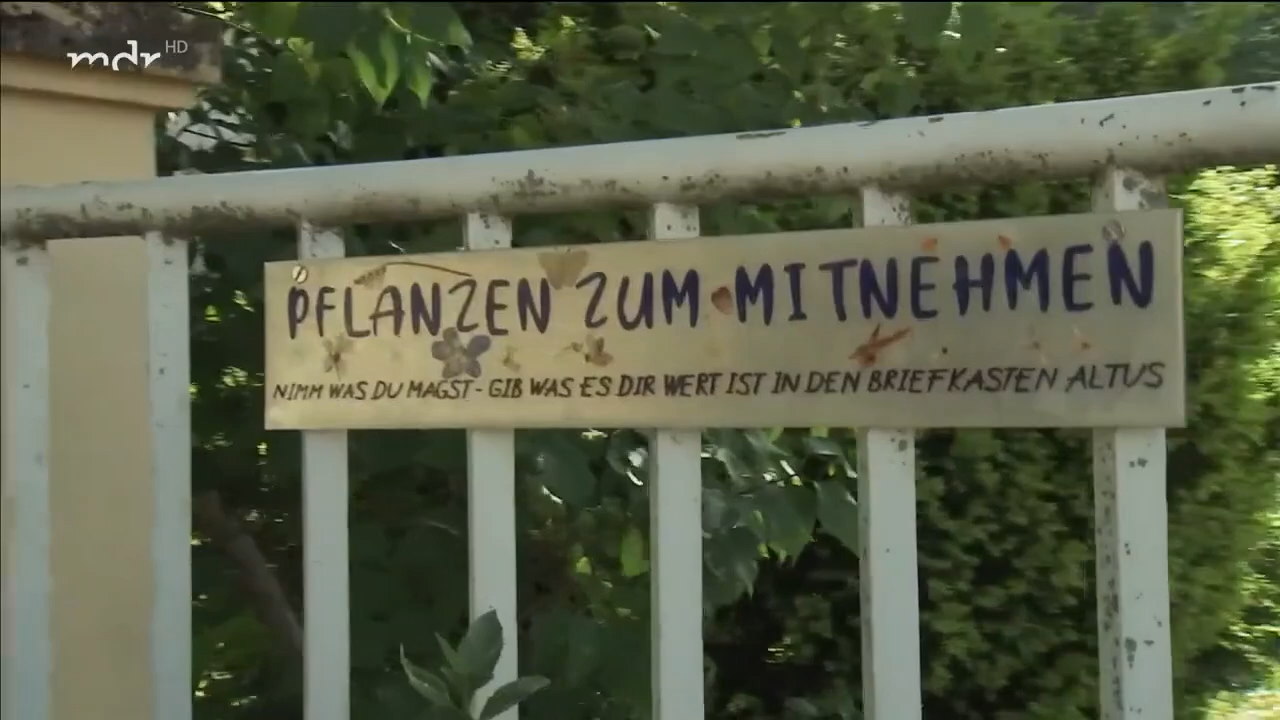 mdr HD
PFLANZEN ZUM MITNEHMEN
NIMM WAS DU MAGST - GIB WAS ES DIR WERT IST IN DEN BRIEFKASTEN ALTUS